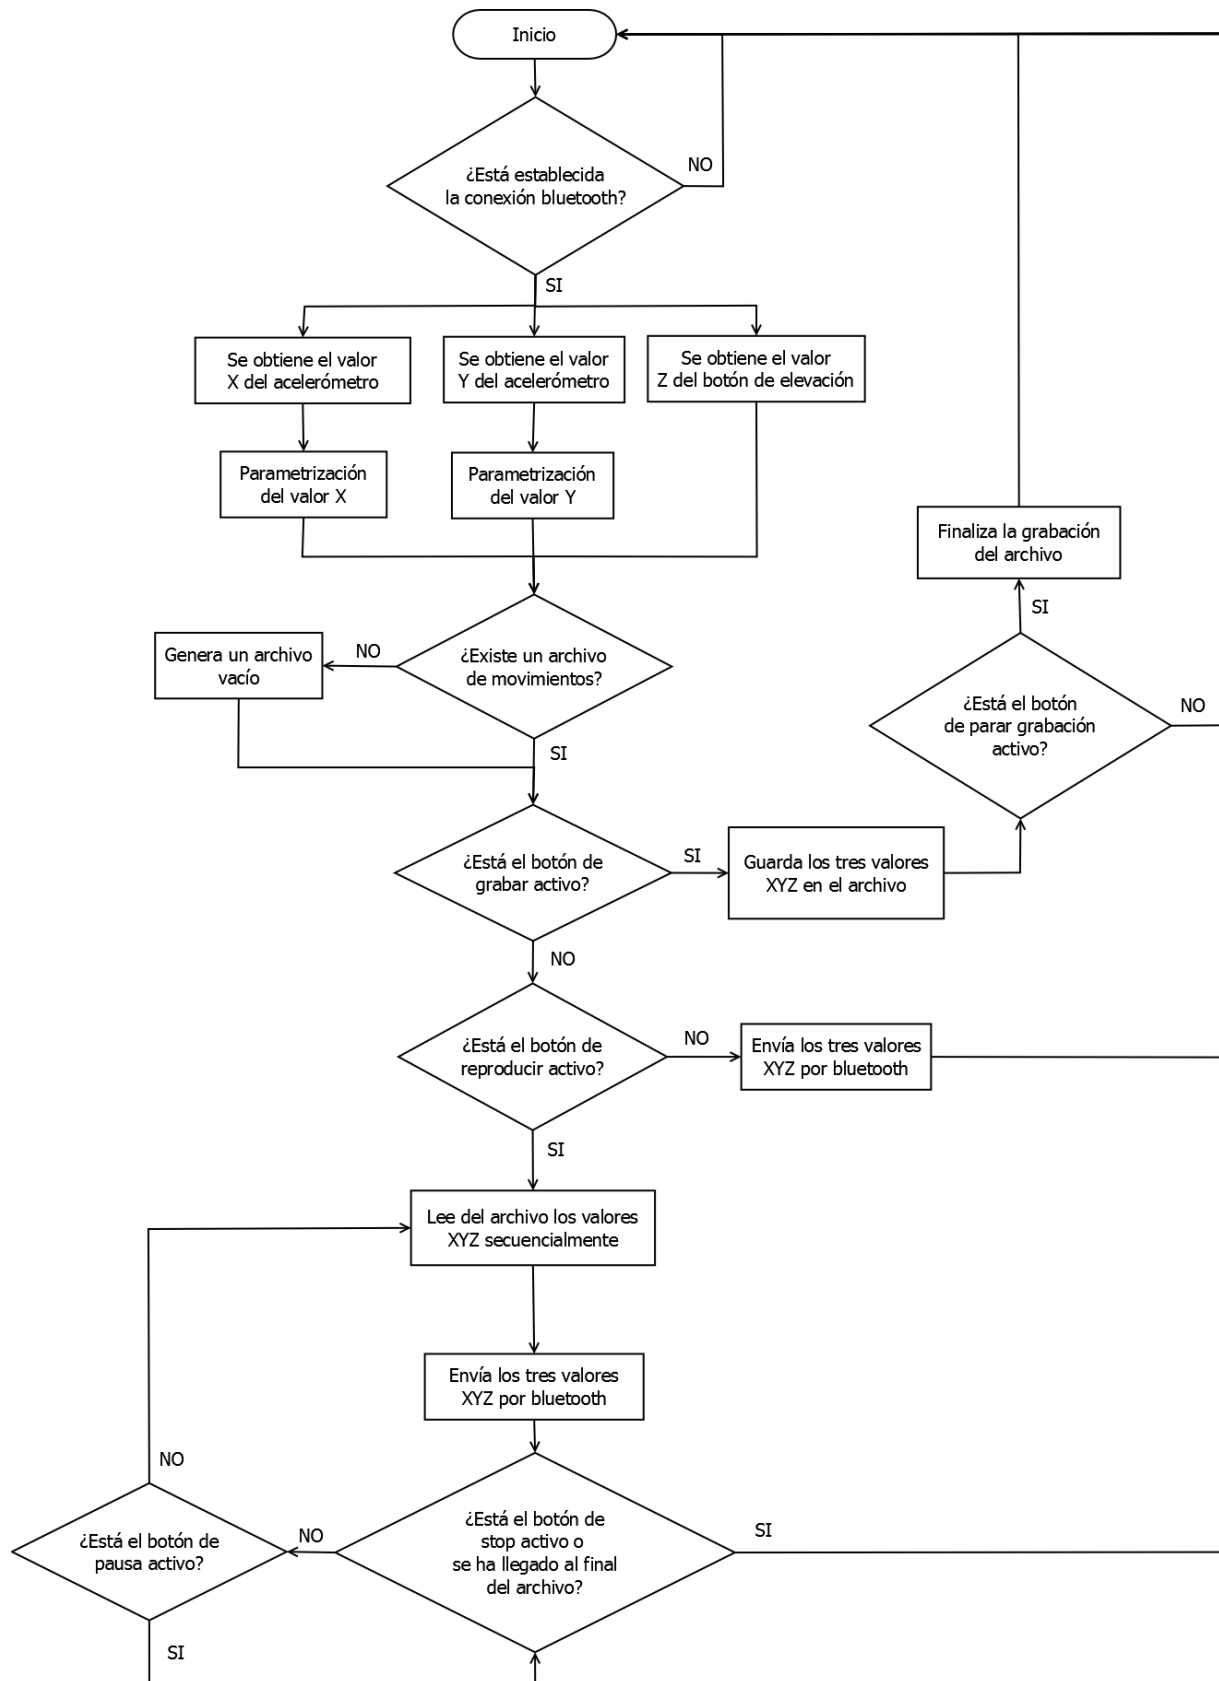 Inicio
¿Está establecida
la conexión bluetooth?
NO
SI
Se obtiene el valor
X del acelerómetro
Se obtiene el valor
Y del acelerómetro
Se obtiene el valor
Z del botón de elevación
Parametrización
del valor X
Parametrización
del valor Y
Finaliza la grabación
del archivo
SI
¿Existe un archivo
de movimientos?
NO
Genera un archivo
vacío
SI
¿Está el botón
de parar grabación
activo?
NO
¿Está el botón de
grabar activo?
SI
Guarda los tres valores
XYZ en el archivo
NO
¿Está el botón de
reproducir activo?
NO
Envía los tres valores
XYZ por bluetooth
SI
Lee del archivo los valores
XYZ secuencialmente
Envía los tres valores
XYZ por bluetooth
NO
¿Está el botón de
pausa activo?
NO
¿Está el botón de
stop activo o
se ha llegado al final
del archivo?
SI
SI